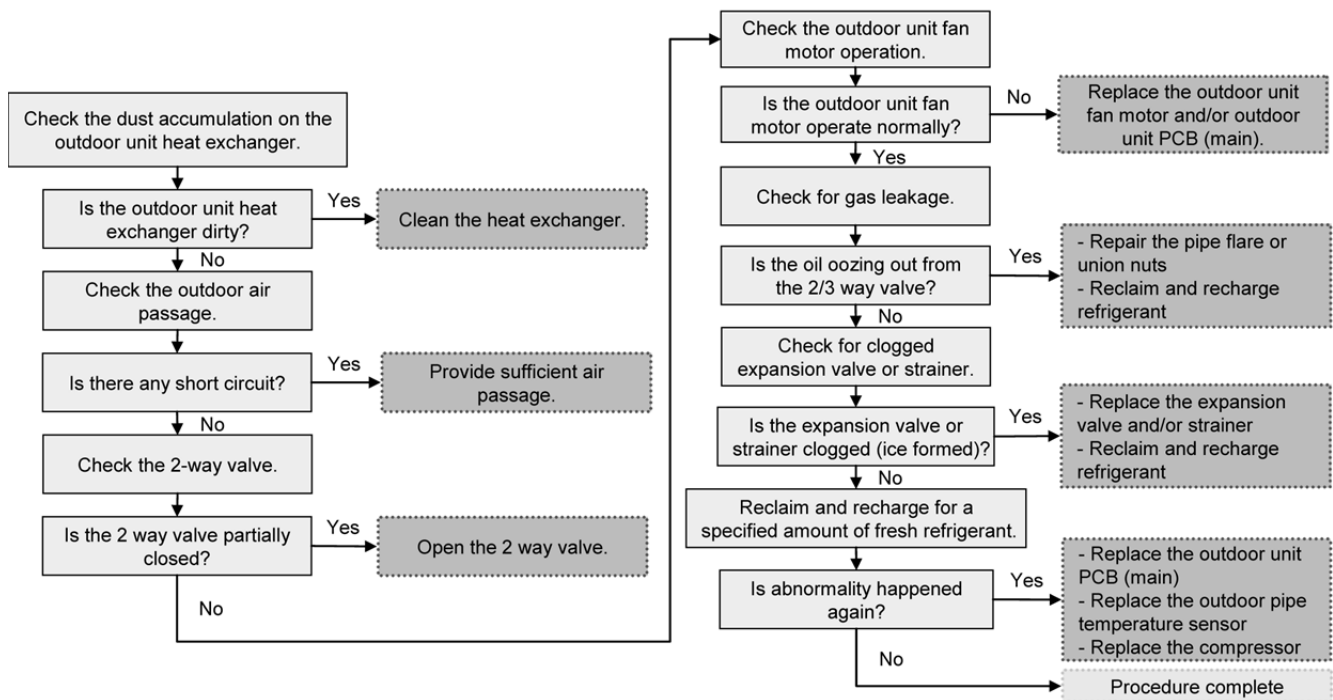 Check the dust accumulation on the
outdoor unit heat exchanger.
Is the outdoor unit heat
exchanger dirty?
Yes
Clean the heat exchanger.
No
Check the outdoor air
passage.
Is there any short circuit?
Yes
Provide sufficient air
passage.
No
Check the 2-way valve.
Is the 2 way valve partially
closed?
Yes
Open the 2 way valve.
No
Check the outdoor unit fan
motor operation.
Is the outdoor unit fan
motor operate normally?
No
Replace the outdoor unit
fan motor and/or outdoor
unit PCB (main).
Yes
Check for gas leakage.
Is the oil oozing out from
the 2/3 way valve?
Yes
- Repair the pipe flare or
union nuts
- Reclaim and recharge
refrigerant
No
Check for clogged
expansion valve or strainer.
Is the expansion valve or
strainer clogged (ice formed)?
Yes
- Replace the expansion
valve and/or strainer
- Reclaim and recharge
refrigerant
No
Reclaim and recharge for a
specified amount of fresh refrigerant.
Is abnormality happened
again?
Yes
- Replace the outdoor unit
PCB (main)
- Replace the outdoor pipe
temperature sensor
- Replace the compressor
No
Procedure complete